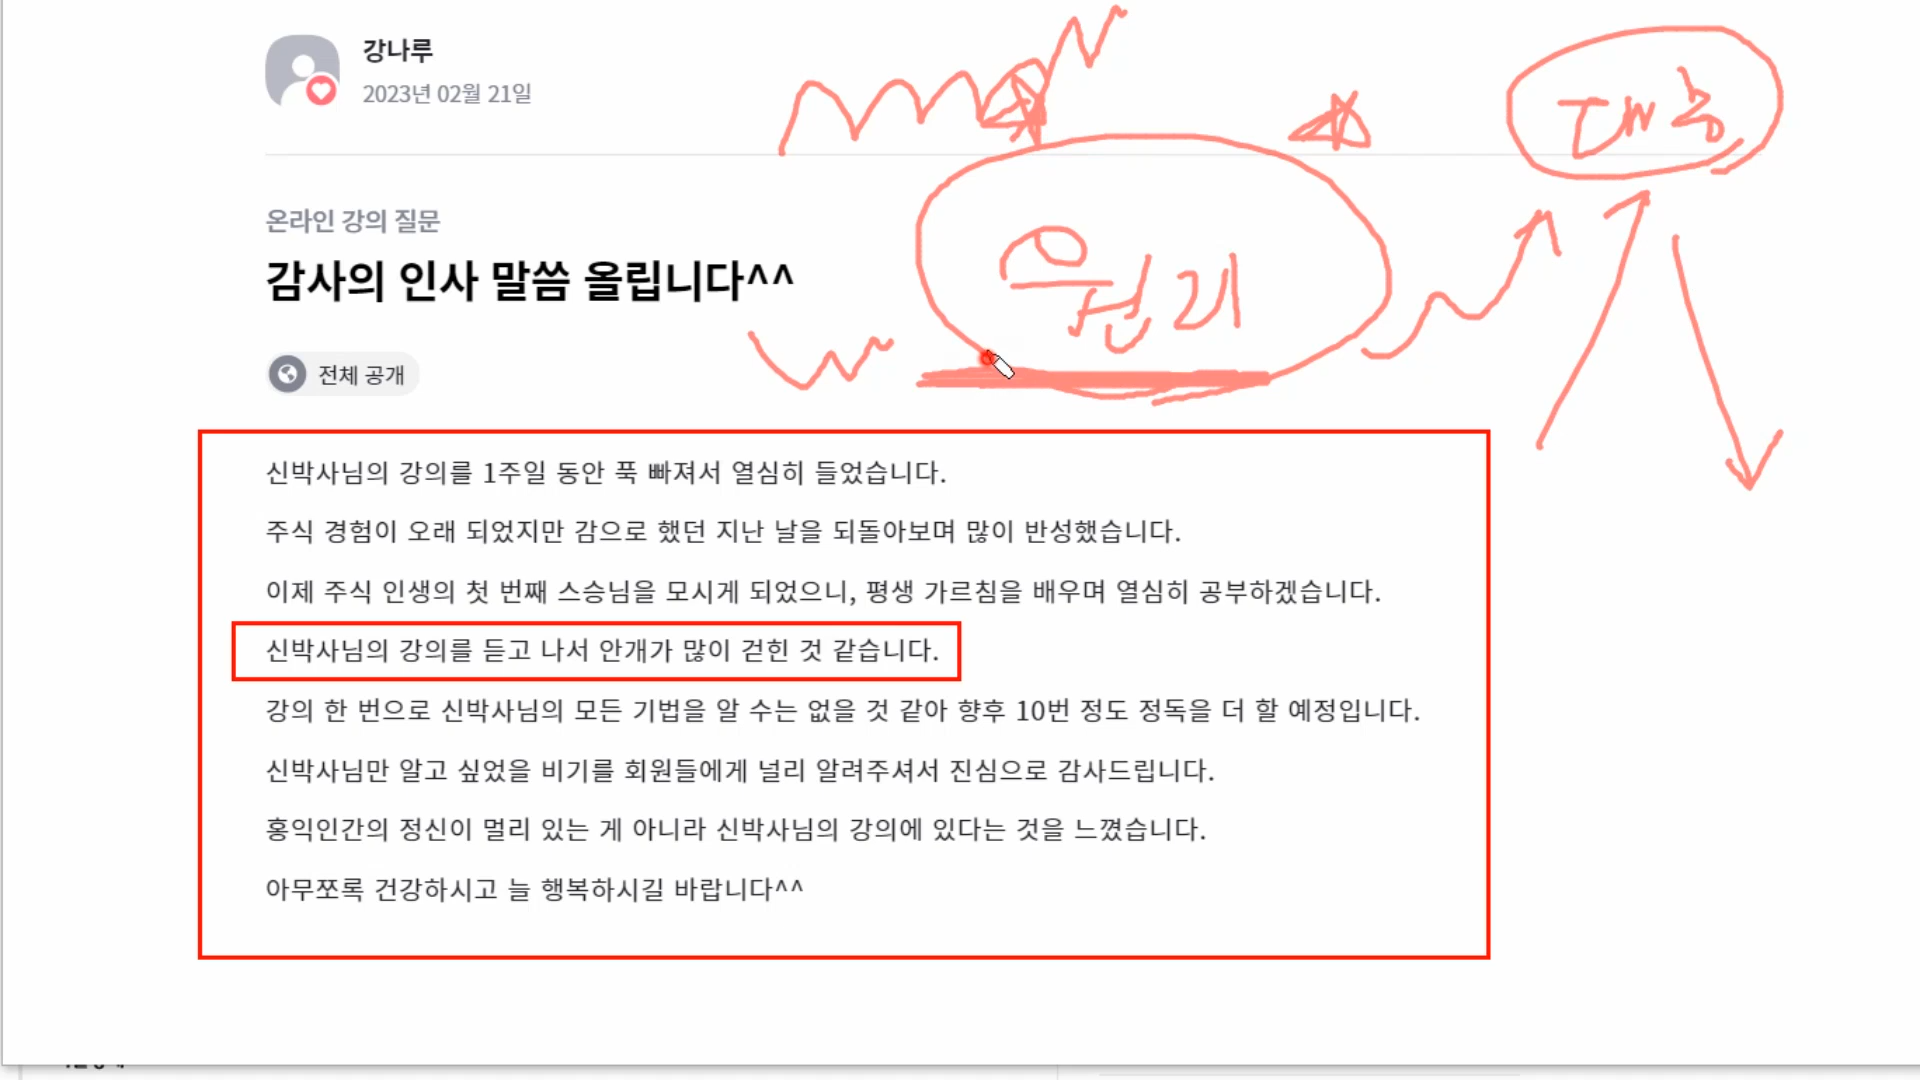 강나루
2023년 02월 21일
온라인 강의 질문
감사의 인사 말씀 올립니다^^
원리
전체 공개
신박사님의 강의를 1주일 동안 푹 빠져서 열심히 들었습니다.
주식 경험이 오래 되었지만 감으로 했던 지난 날을 되돌아보며 많이 반성했습니다.
이제 주식 인생의 첫 번째 스승님을 모시게 되었으니, 평생 가르침을 배우며 열심히 공부하겠습니다.
신박사님의 강의를 듣고 나서 안개가 많이 걷힌 것 같습니다.
강의 한 번으로 신박사님의 모든 기법을 알 수는 없을 것 같아 향후 10번 정도 정독을 더 할 예정입니다.
신박사님만 알고 싶었을 비기를 회원들에게 널리 알려주셔서 진심으로 감사드립니다.
홍익인간의 정신이 멀리 있는 게 아니라 신박사님의 강의에 있다는 것을 느꼈습니다.
아무쪼록 건강하시고 늘 행복하시길 바랍니다^^